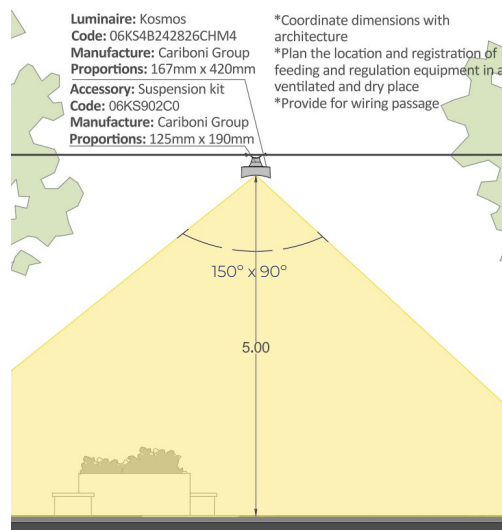 Luminaire: Kosmos
Code: 06KS4B242826CHM4
Manufacture: Cariboni Group
Proportions: 167mm x 420mm
Accessory: Suspension kit
Code: 06KS902C0
Manufacture: Cariboni Group
Proportions: 125mm x 190mm
*Coordinate dimensions with
architecture
*Plan the location and registration of
feeding and regulation equipment in a
ventilated and dry place
*Provide for wiring passage
150° x 90°
5.00